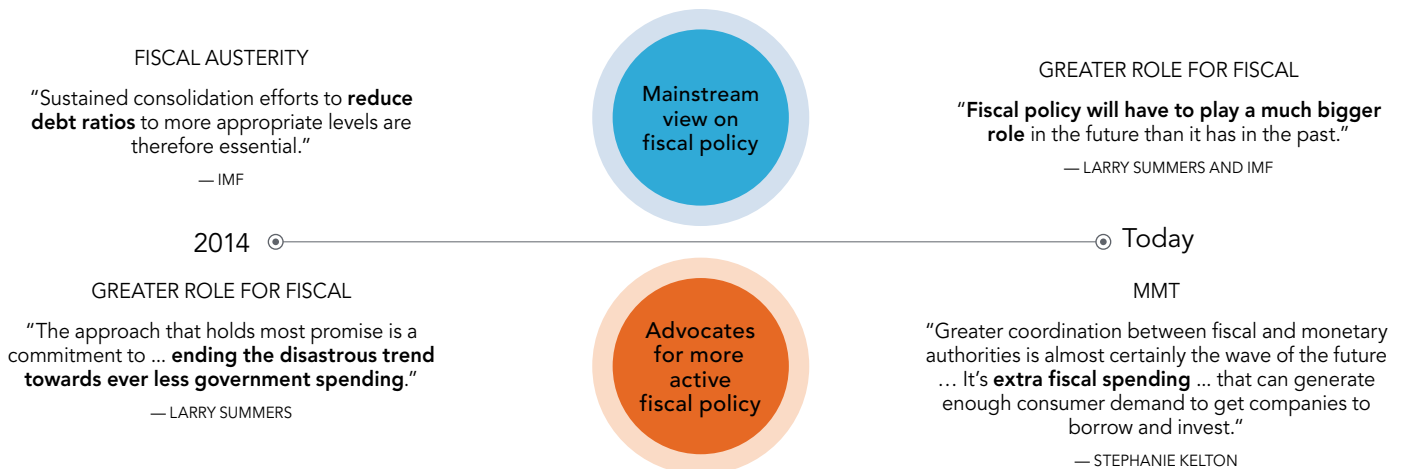 FISCAL AUSTERITY
"Sustained consolidation efforts to reduce
debt ratios to more appropriate levels are
therefore essential."
— IMF
Mainstream
view on
fiscal policy
GREATER ROLE FOR FISCAL
"Fiscal policy will have to play a much bigger
role in the future than it has in the past."
— LARRY SUMMERS AND IMF
2014
Today
GREATER ROLE FOR FISCAL
"The approach that holds most promise is a
commitment to ... ending the disastrous trend
towards ever less government spending."
— LARRY SUMMERS
Advocates
for more
active
fiscal policy
MMT
"Greater coordination between fiscal and monetary
authorities is almost certainly the wave of the future
... It's extra fiscal spending ... that can generate
enough consumer demand to get companies to
borrow and invest."
— STEPHANIE KELTON